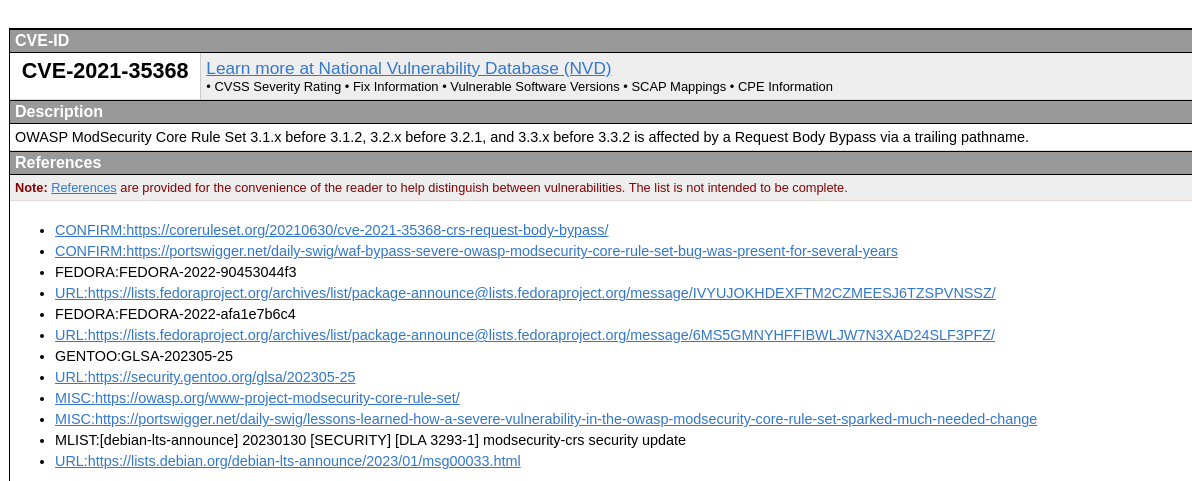 CVE-ID
CVE-2021-35368
Learn more at National Vulnerability Database (NVD)
• CVSS Severity Rating • Fix Information • Vulnerable Software Versions • SCAP Mappings • CPE Information
Description
OWASP ModSecurity Core Rule Set 3.1.x before 3.1.2, 3.2.x before 3.2.1, and 3.3.x before 3.3.2 is affected by a Request Body Bypass via a trailing pathname.
References
Note: References are provided for the convenience of the reader to help distinguish between vulnerabilities. The list is not intended to be complete.
• CONFIRM:https://coreruleset.org/20210630/cve-2021-35368-crs-request-body-bypass/
• CONFIRM:https://portswigger.net/daily-swig/waf-bypass-severe-owasp-modsecurity-core-rule-set-bug-was-present-for-several-years
• FEDORA:FEDORA-2022-90453044f3
• URL:https://lists.fedoraproject.org/archives/list/package-announce@lists.fedoraproject.org/message/IVYUJOKHDEXFTM2CZMEESJ6TZSPVNSSZ/
• FEDORA:FEDORA-2022-afa1e7b6c4
• URL:https://lists.fedoraproject.org/archives/list/package-announce@lists.fedoraproject.org/message/6MS5GMNYHFFIBWLJW7N3XAD24SLF3PFZ/
• GENTOO:GLSA-202305-25
• URL:https://security.gentoo.org/glsa/202305-25
• MISC:https://owasp.org/www-project-modsecurity-core-rule-set/
• MISC:https://portswigger.net/daily-swig/lessons-learned-how-a-severe-vulnerability-in-the-owasp-modsecurity-core-rule-set-sparked-much-needed-change
• MLIST:[debian-lts-announce] 20230130 [SECURITY] [DLA 3293-1] modsecurity-crs security update
• URL:https://lists.debian.org/debian-lts-announce/2023/01/msg00033.html